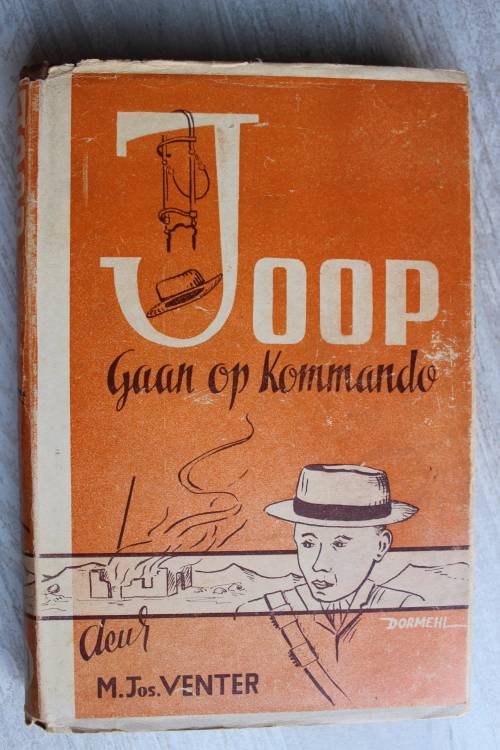 JOOP
Gaan op Kommando
DORMEHL
deur
M. Jos. VENTER